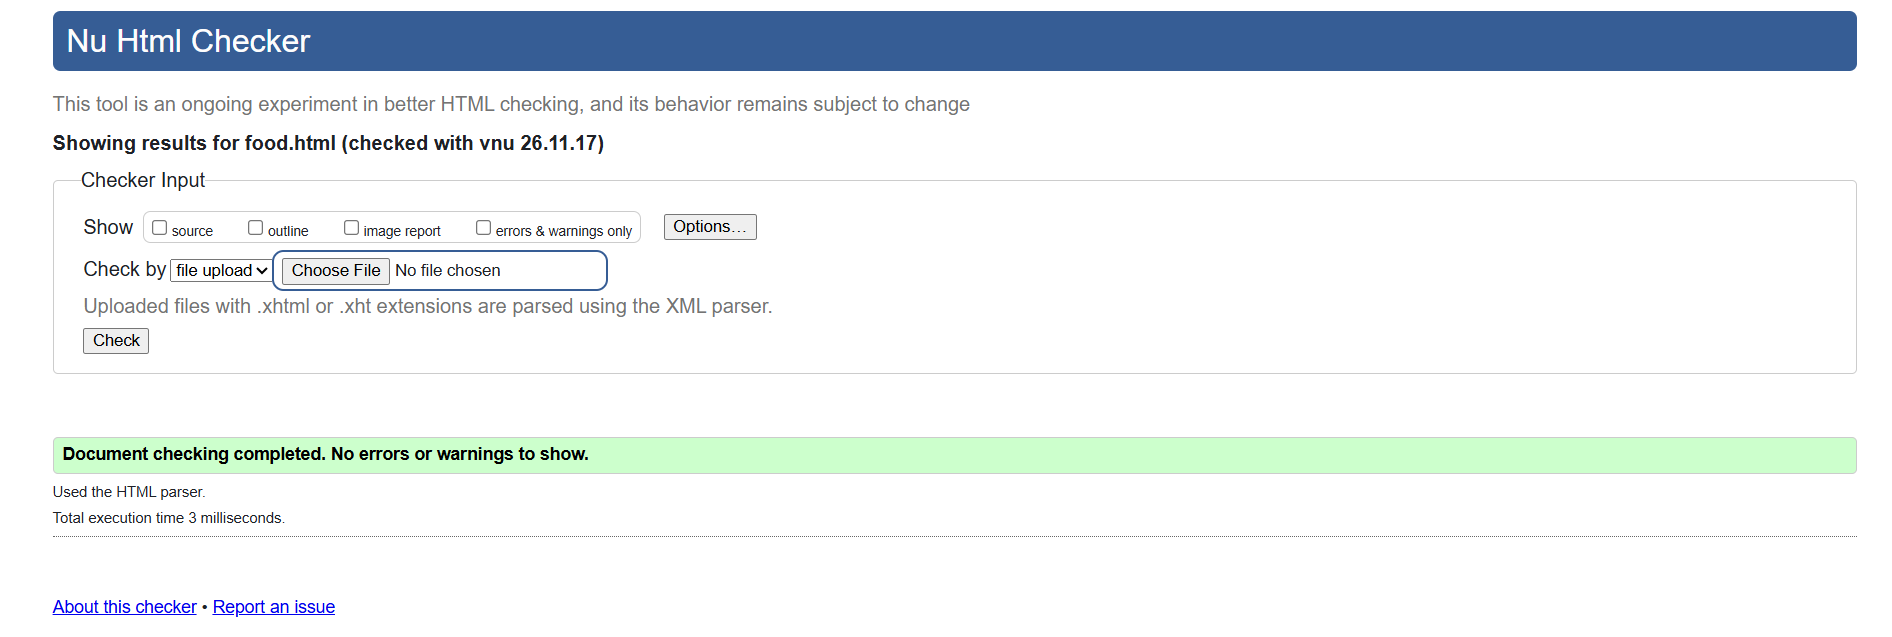 Nu Html Checker
This tool is an ongoing experiment in better HTML checking, and its behavior remains subject to change
Showing results for food.html (checked with vnu 26.11.17)
Checker Input
Show source outline image report errors & warnings only Options…
Check by file upload Choose File No file chosen
Uploaded files with .xhtml or .xht extensions are parsed using the XML parser.
Check
Document checking completed. No errors or warnings to show.
Used the HTML parser.
Total execution time 3 milliseconds.
About this checker • Report an issue